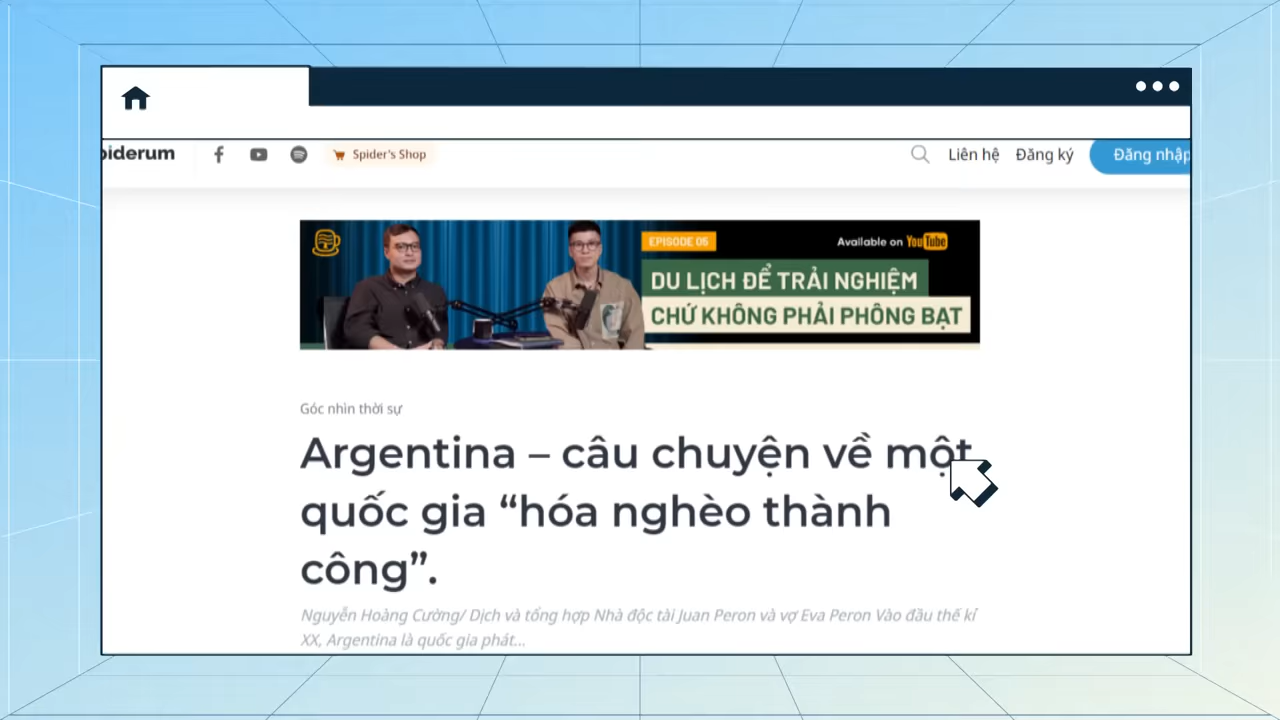 piderum
Spider's Shop
Liên hệ
Đăng ký
Đăng nhập
EPISODE 05
Available on YouTube
DU LỊCH ĐỂ TRẢI NGHIỆM
CHỨ KHÔNG PHẢI PHÔNG BẠT
Góc nhìn thời sự
Argentina – câu chuyện về một
quốc gia “hóa nghèo thành
công”.
Nguyễn Hoàng Cường/ Dịch và tổng hợp Nhà độc tài Juan Peron và vợ Eva Peron Vào đầu thế kỉ
XX, Argentina là quốc gia phát...